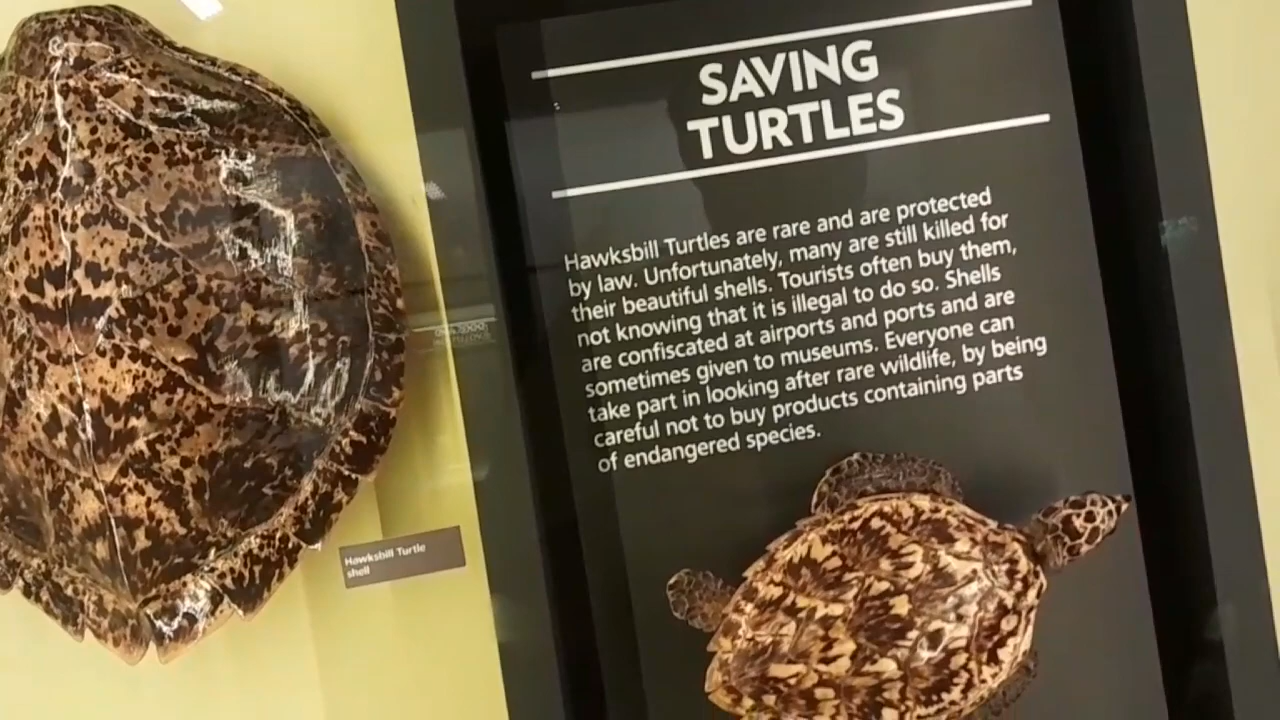 SAVING
TURTLES
Hawksbill Turtles are rare and are protected
by law. Unfortunately, many are still killed for
their beautiful shells. Tourists often buy them,
not knowing that it is illegal to do so. Shells
are confiscated at airports and ports and are
sometimes given to museums. Everyone can
take part in looking after rare wildlife, by being
careful not to buy products containing parts
of endangered species.
Hawksbill Turtle
shell